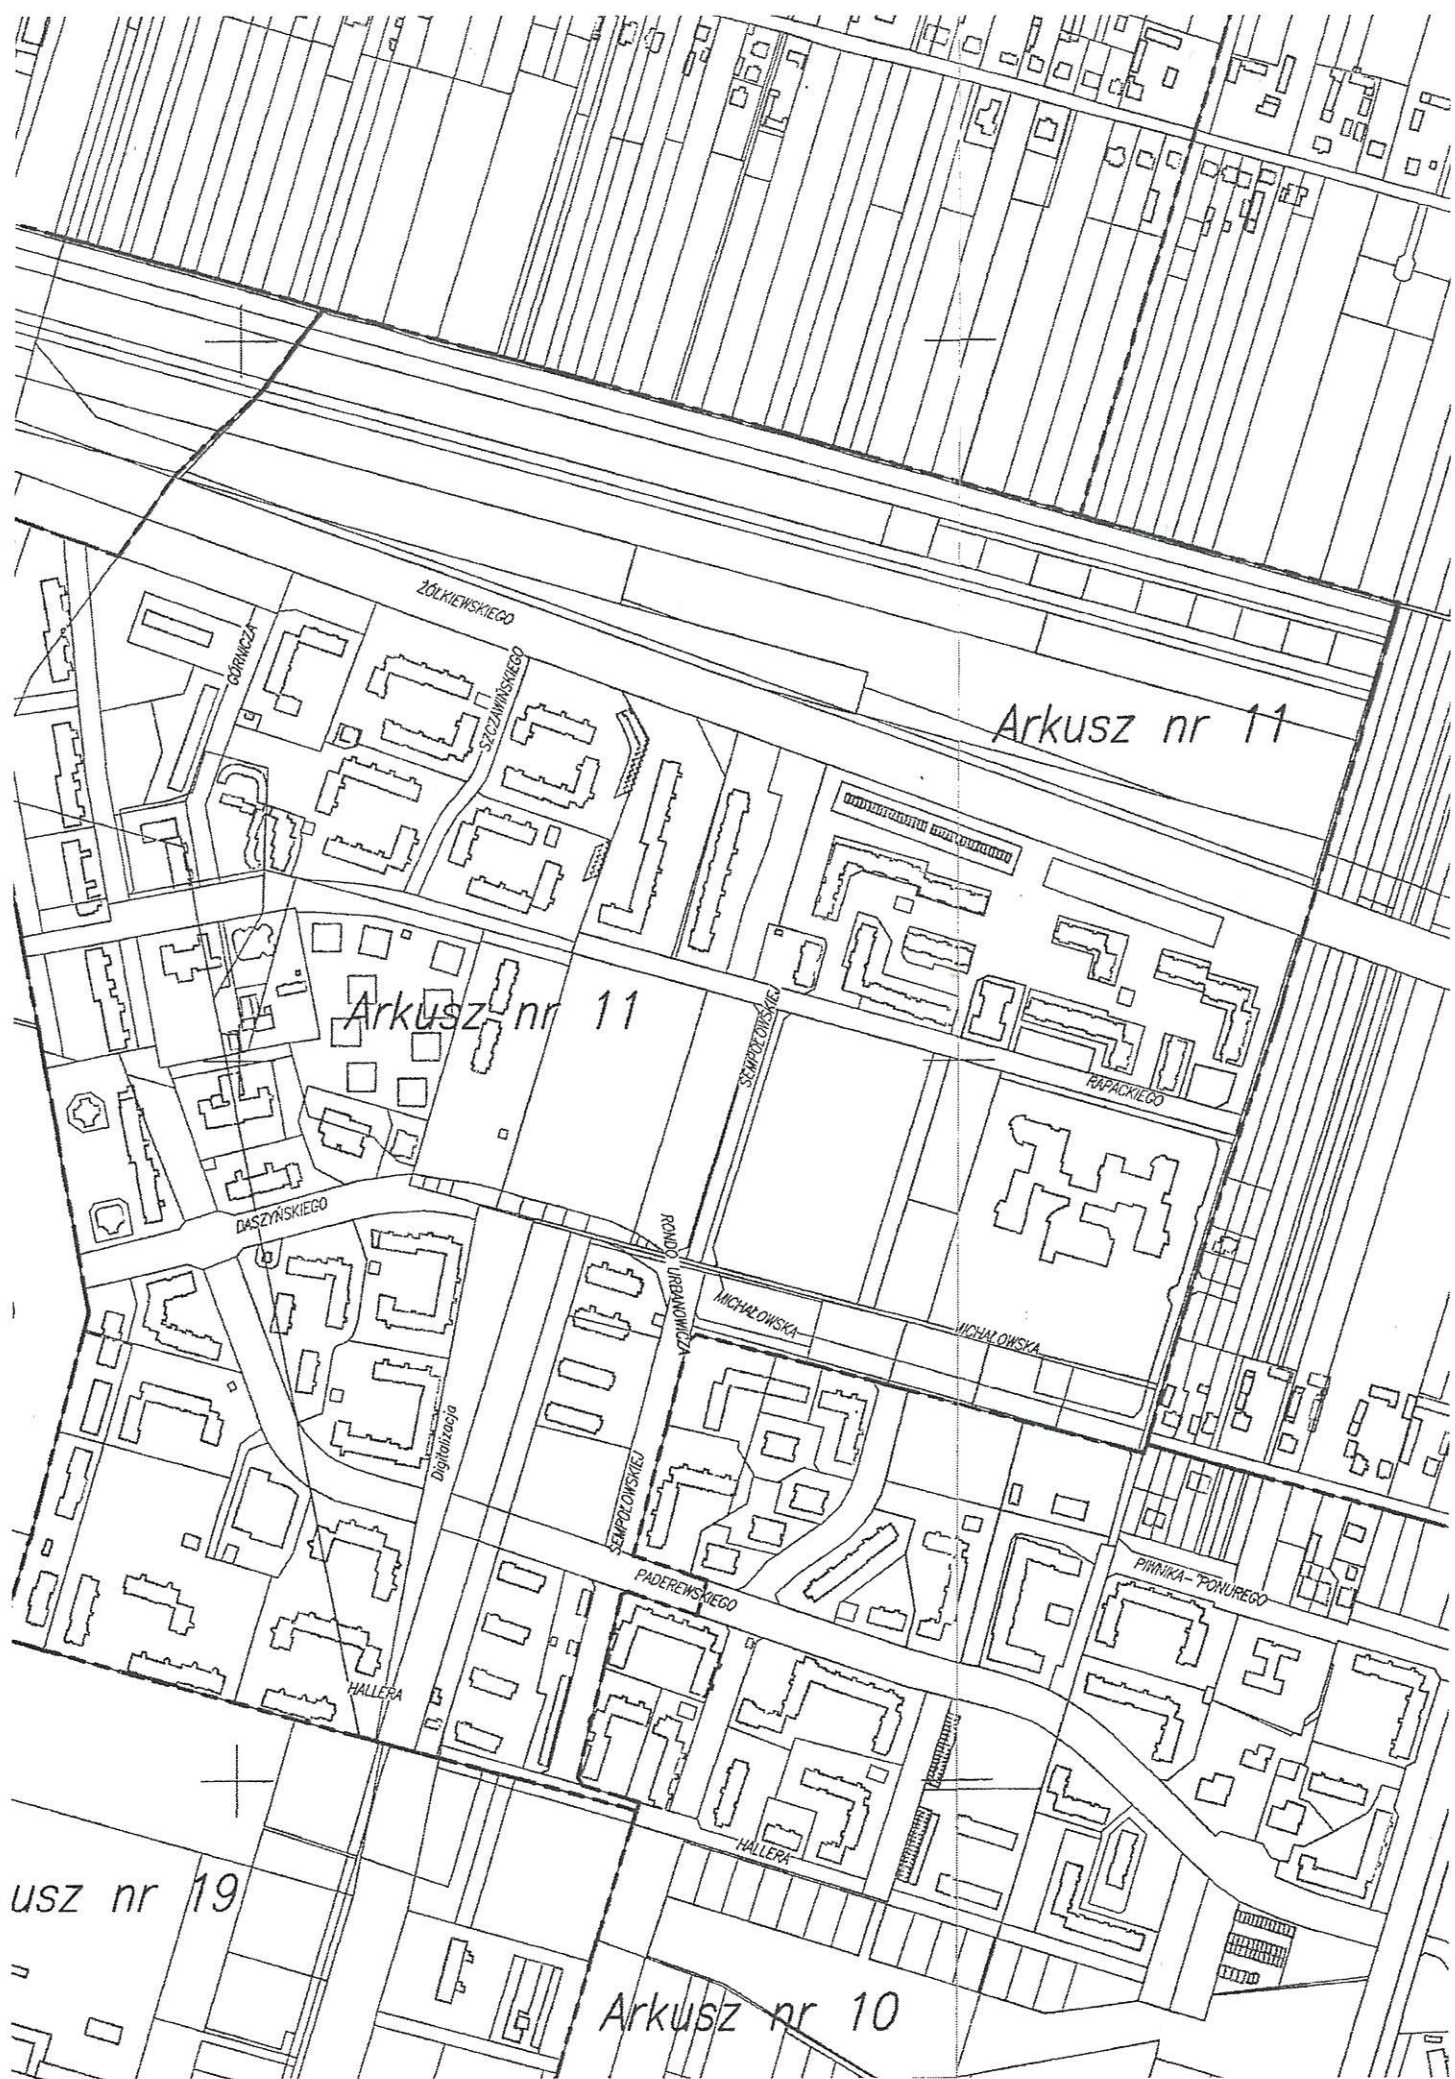 ŻÓŁKIEWSKIEGO
GÓRNICZA
SZCZAWIŃSKIEGO
Arkusz nr 11
Arkusz nr 11
SEMPOŁOWSKIEJ
RAPACKIEGO
DASZYŃSKIEGO
RONDO URBANOWICZA
MICHAŁOWSKA
MICHAŁOWSKA
Digitalizacja
SEMPOŁOWSKIEJ
PADEREWSKIEGO
PIWNIKA-"PONUREGO
HALLERA
HALLERA
usz nr 19
Arkusz nr 10